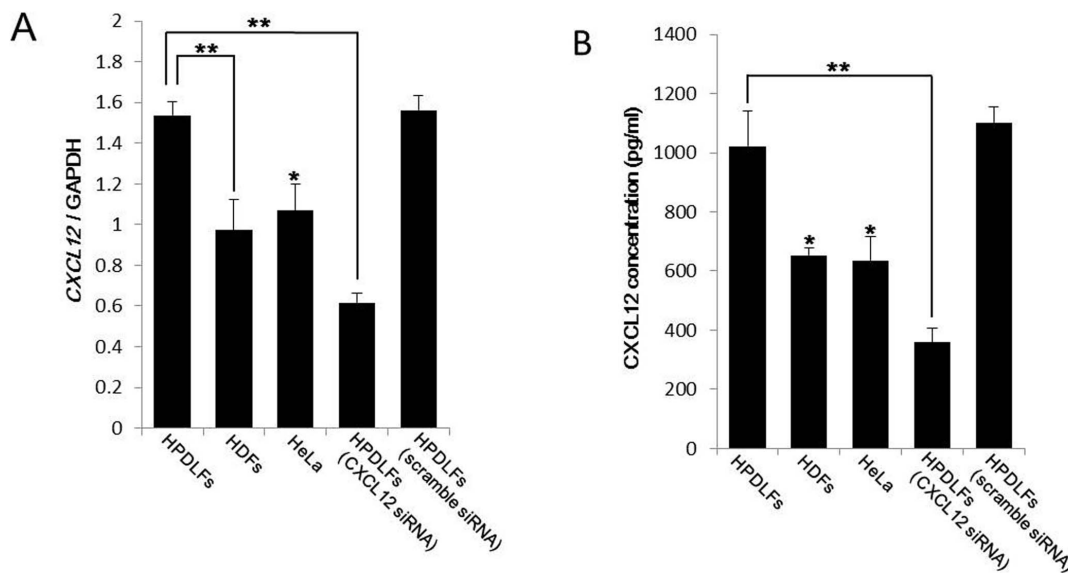 A
CXCL12 / GAPDH
2
1.8
1.6
1.4
1.2
1
0.8
0.6
0.4
0.2
0
**
**
*
HPDLFs
HDFs
HeLa
HPDLFs
(CXCL12 siRNA)
HPDLFs
(scramble siRNA)
B
CXCL12 concentration (pg/ml)
1400
1200
1000
800
600
400
200
0
**
*
*
HPDLFs
HDFs
HeLa
HPDLFs
(CXCL12 siRNA)
HPDLFs
(scramble siRNA)